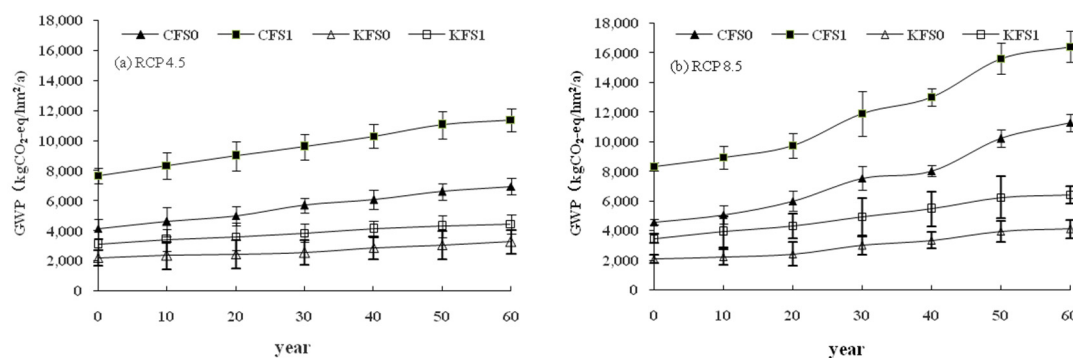 18,000
16,000
14,000
12,000
10,000
8,000
6,000
4,000
2,000
0
GWP (kgCO₂-eq/hm²/a)
CFS0 CFS1 KFS0 KFS1
(a) RCP4.5
0 10 20 30 40 50 60
year
18,000
16,000
14,000
12,000
10,000
8,000
6,000
4,000
2,000
0
GWP (kgCO₂-eq/hm²/a)
CFS0 CFS1 KFS0 KFS1
(b) RCP8.5
0 10 20 30 40 50 60
year